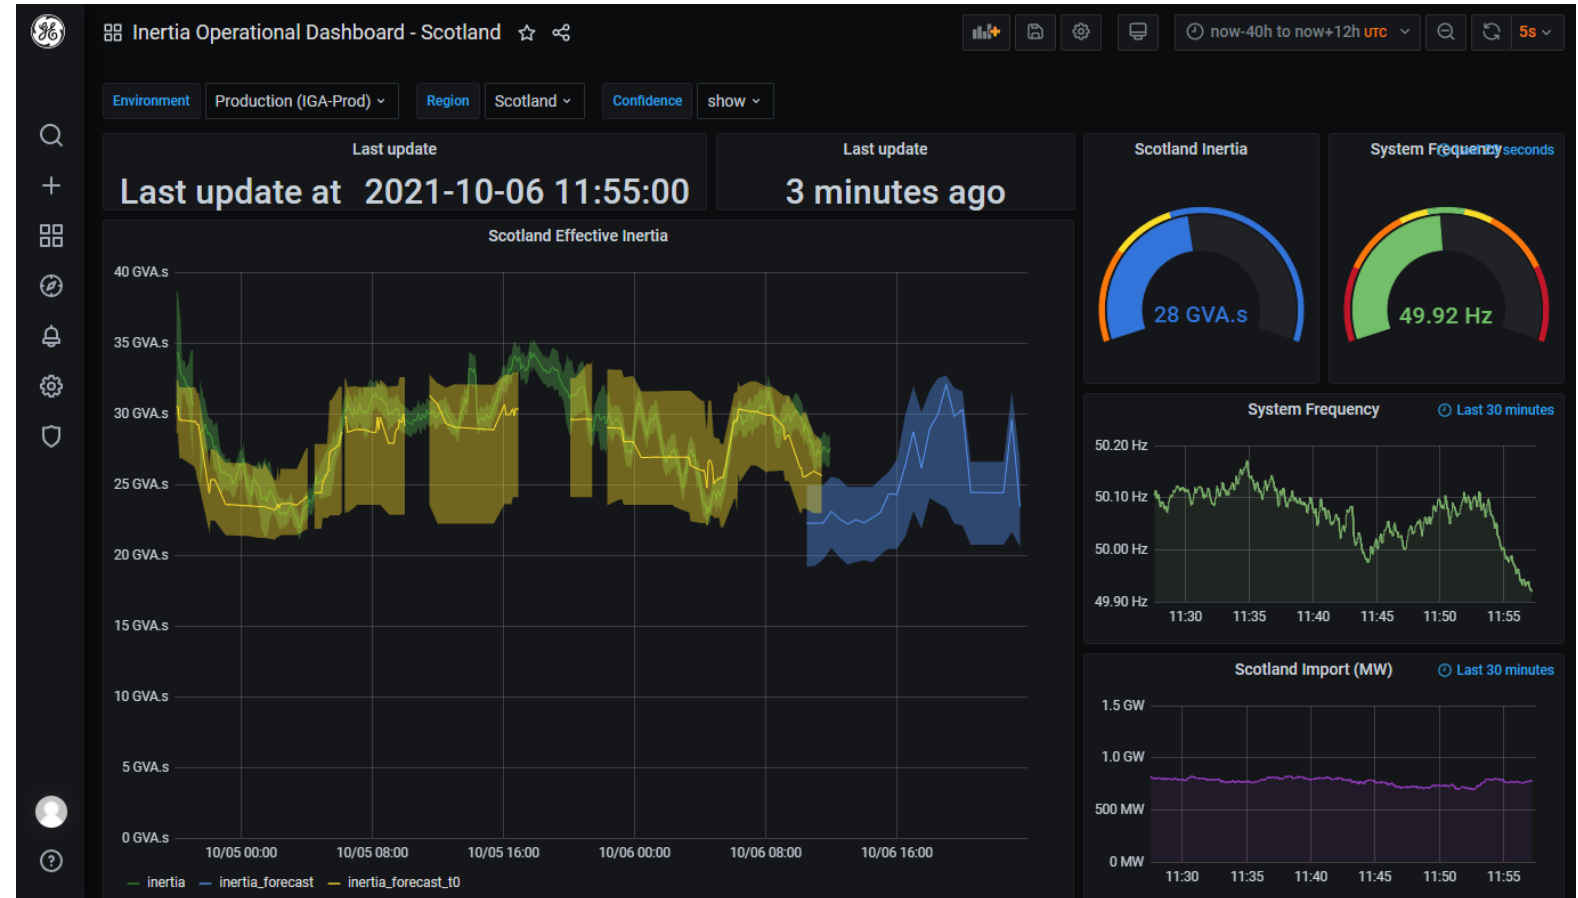 Inertia Operational Dashboard - Scotland
now-40h to now+12h UTC
5s
Environment Production (IGA-Prod) Region Scotland Confidence show
Last update
Last update at 2021-10-06 11:55:00
Last update
3 minutes ago
Scotland Inertia
28 GVA.s
System Frequency
seconds
49.92 Hz
Scotland Effective Inertia
40 GVA.s
35 GVA.s
30 GVA.s
25 GVA.s
20 GVA.s
15 GVA.s
10 GVA.s
5 GVA.s
0 GVA.s
10/05 00:00 10/05 08:00 10/05 16:00 10/06 00:00 10/06 08:00 10/06 16:00
inertia inertia_forecast inertia_forecast_t0
System Frequency Last 30 minutes
50.20 Hz
50.10 Hz
50.00 Hz
49.90 Hz
11:30 11:35 11:40 11:45 11:50 11:55
Scotland Import (MW) Last 30 minutes
1.5 GW
1.0 GW
500 MW
0 MW
11:30 11:35 11:40 11:45 11:50 11:55